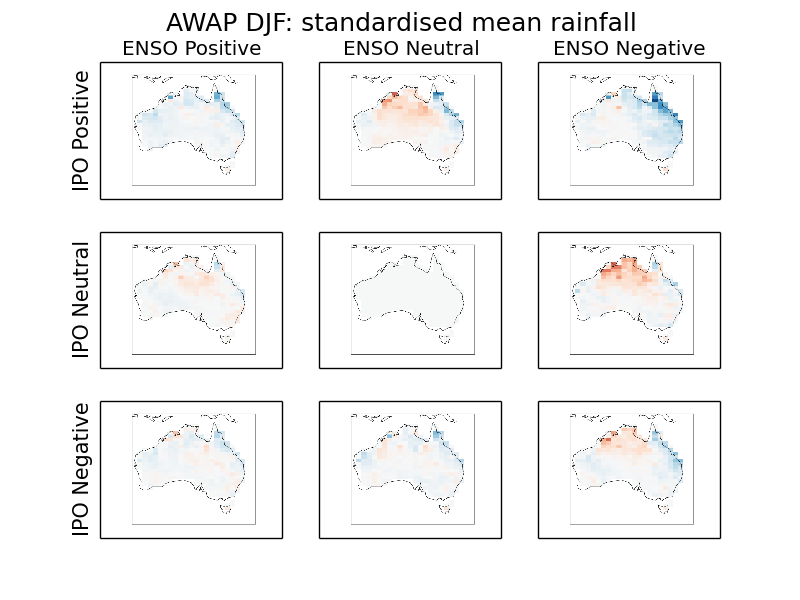 AWAP DJF: standardised mean rainfall
ENSO Positive
ENSO Neutral
ENSO Negative
IPO Positive
IPO Neutral
IPO Negative